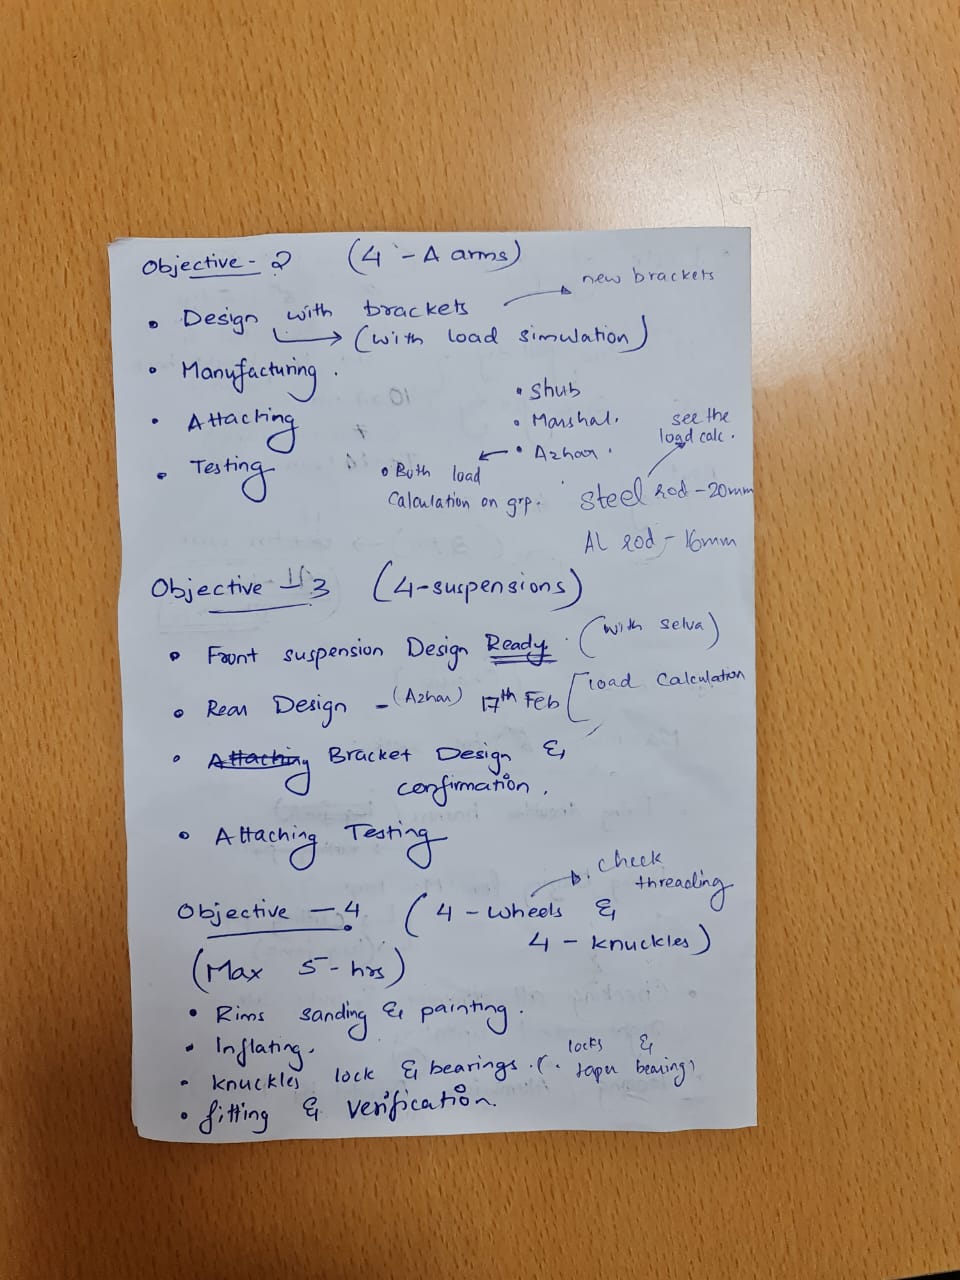 Objective - 2 (4 - A arms)
new brackets
• Design with brackets
(with load simulation)
• Manufacturing.
• Shub
• Attaching
• Marshal.
see the
load calc.
• Azhar.
• Testing
• Both load
Calculation on grp.
steel rod - 20mm
AL rod - 16mm
Objective - 3 (4-suspensions)
• Front suspension Design Ready. (with selva)
• Rear Design - (Azhar) 17th Feb [load Calculation
• Attaching Bracket Design &
confirmation.
• Attaching Testing
• check
threading
Objective - 4. (4 - wheels &
4 - knuckles)
(Max 5 - hrs)
• Rims sanding & painting.
• Inflating.
• knuckles lock & bearings. (• locks &
taper bearings
• fitting & verification.